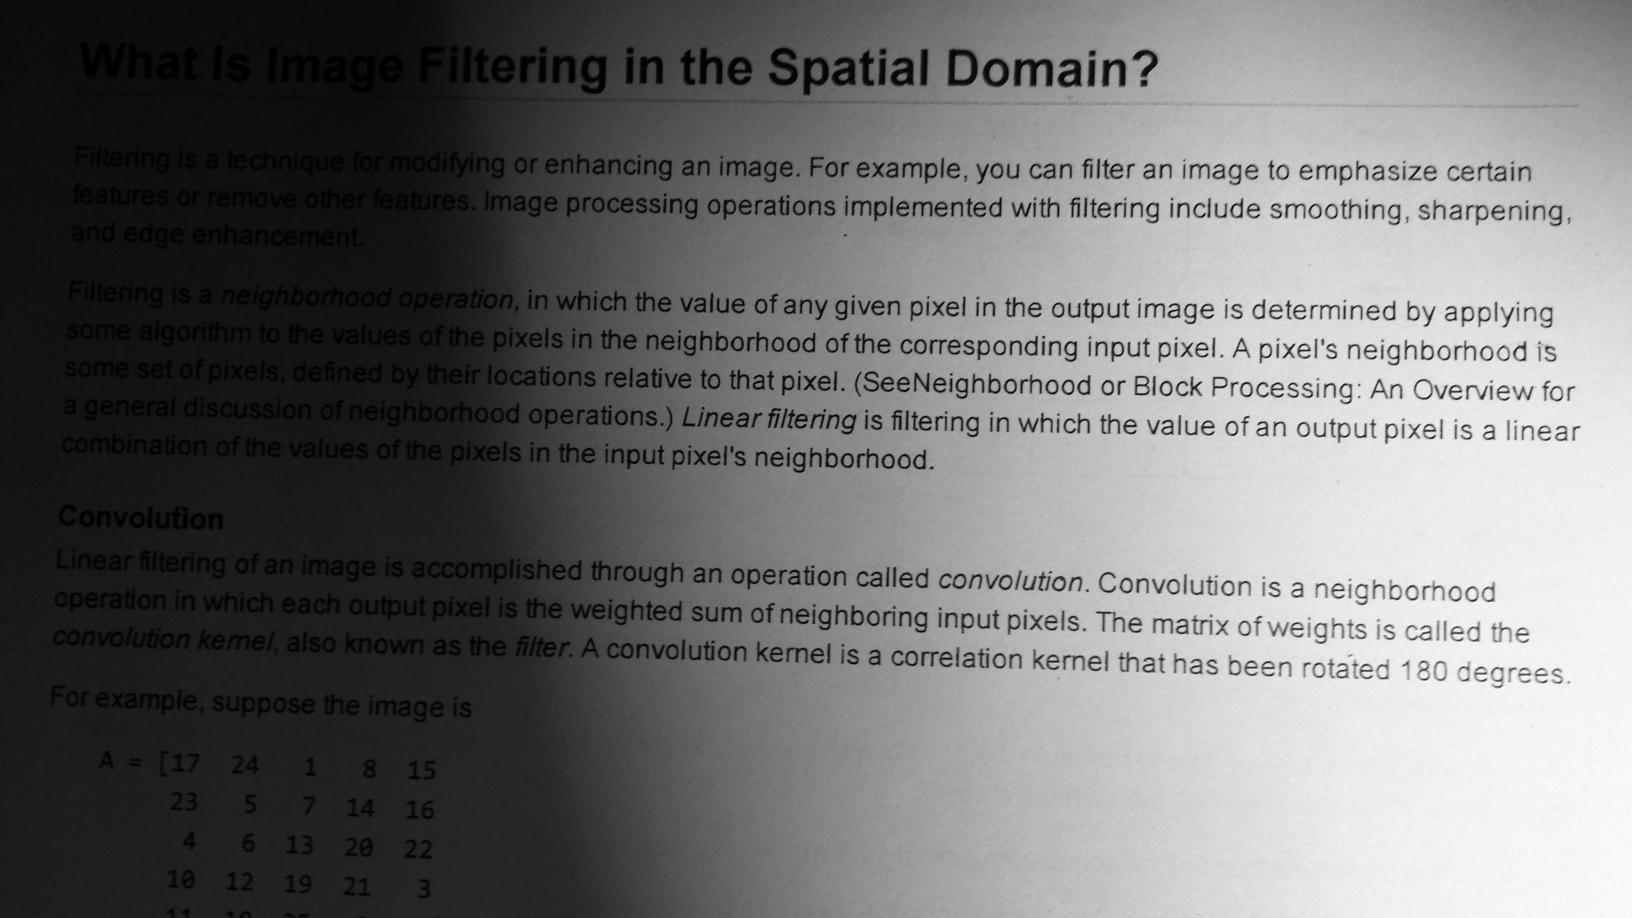 What Is Image Filtering in the Spatial Domain?
Filtering is a technique for modifying or enhancing an image. For example, you can filter an image to emphasize certain
features or remove other features. Image processing operations implemented with filtering include smoothing, sharpening,
and edge enhancement.
Filtering is a neighborhood operation, in which the value of any given pixel in the output image is determined by applying
some algorithm to the values of the pixels in the neighborhood of the corresponding input pixel. A pixel's neighborhood is
some set of pixels, defined by their locations relative to that pixel. (SeeNeighborhood or Block Processing: An Overview for
a general discussion of neighborhood operations.) Linear filtering is filtering in which the value of an output pixel is a linear
combination of the values of the pixels in the input pixel's neighborhood.
Convolution
Linear filtering of an image is accomplished through an operation called convolution. Convolution is a neighborhood
operation in which each output pixel is the weighted sum of neighboring input pixels. The matrix of weights is called the
convolution kernel, also known as the filter. A convolution kernel is a correlation kernel that has been rotated 180 degrees.
For example, suppose the image is
A = [17 24 1 8 15
23 5 7 14 16
4 6 13 20 22
10 12 19 21 3